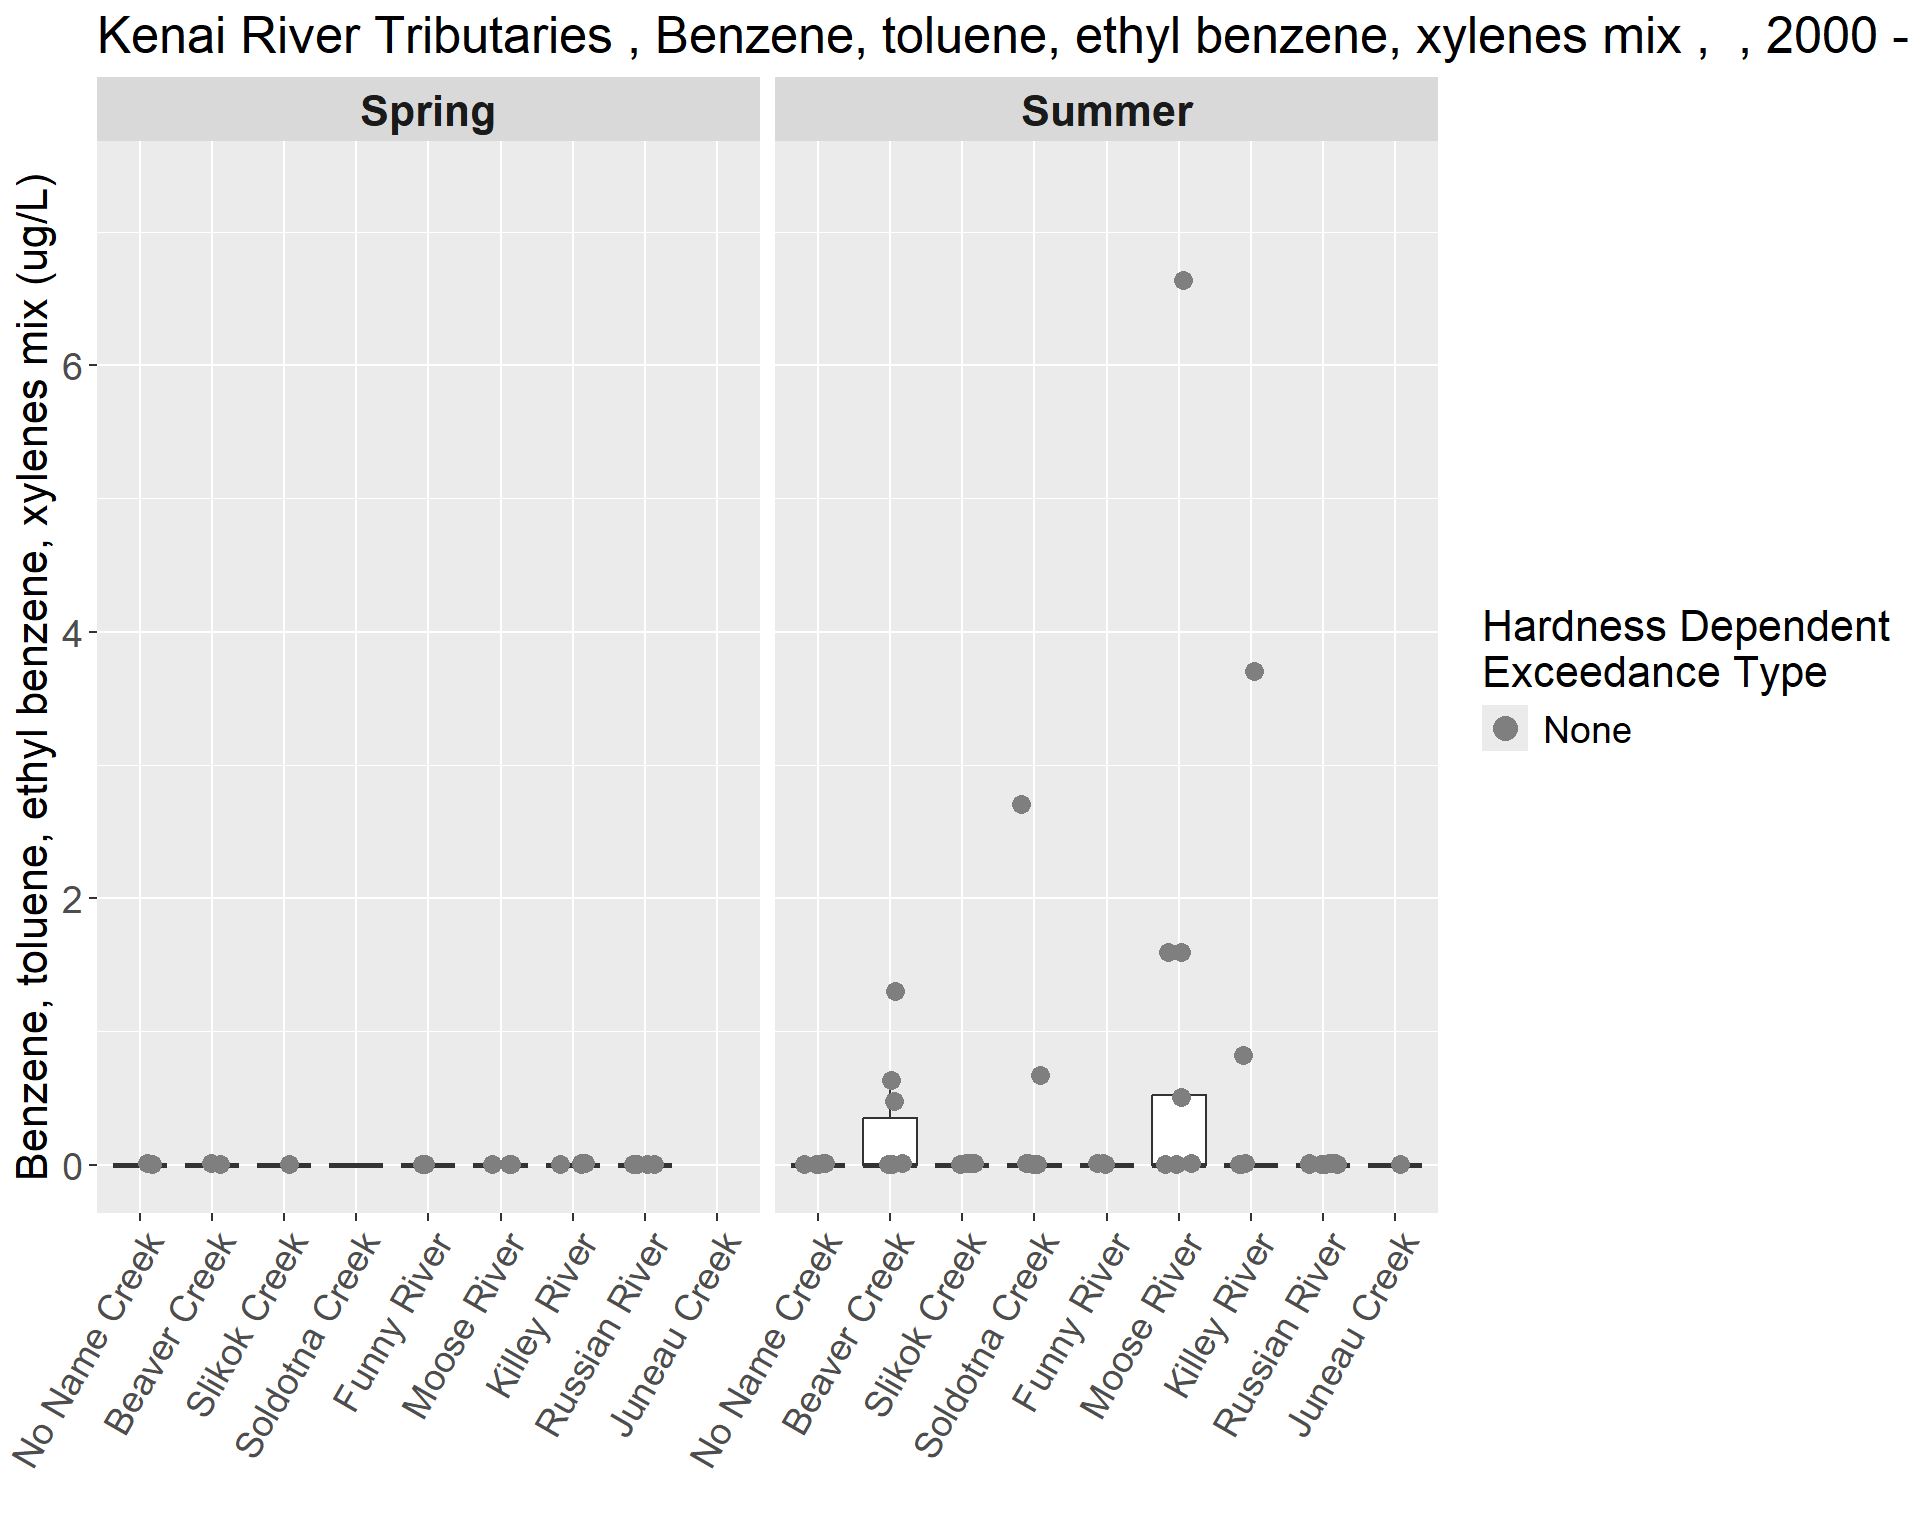 Kenai River Tributaries , Benzene, toluene, ethyl benzene, xylenes mix ,  , 2000 -
Spring
Summer
Benzene, toluene, ethyl benzene, xylenes mix (ug/L)
6
4
2
0
No Name Creek
Beaver Creek
Slikok Creek
Soldotna Creek
Funny River
Moose River
Killey River
Russian River
Juneau Creek
No Name Creek
Beaver Creek
Slikok Creek
Soldotna Creek
Funny River
Moose River
Killey River
Russian River
Juneau Creek
Hardness Dependent
Exceedance Type
None